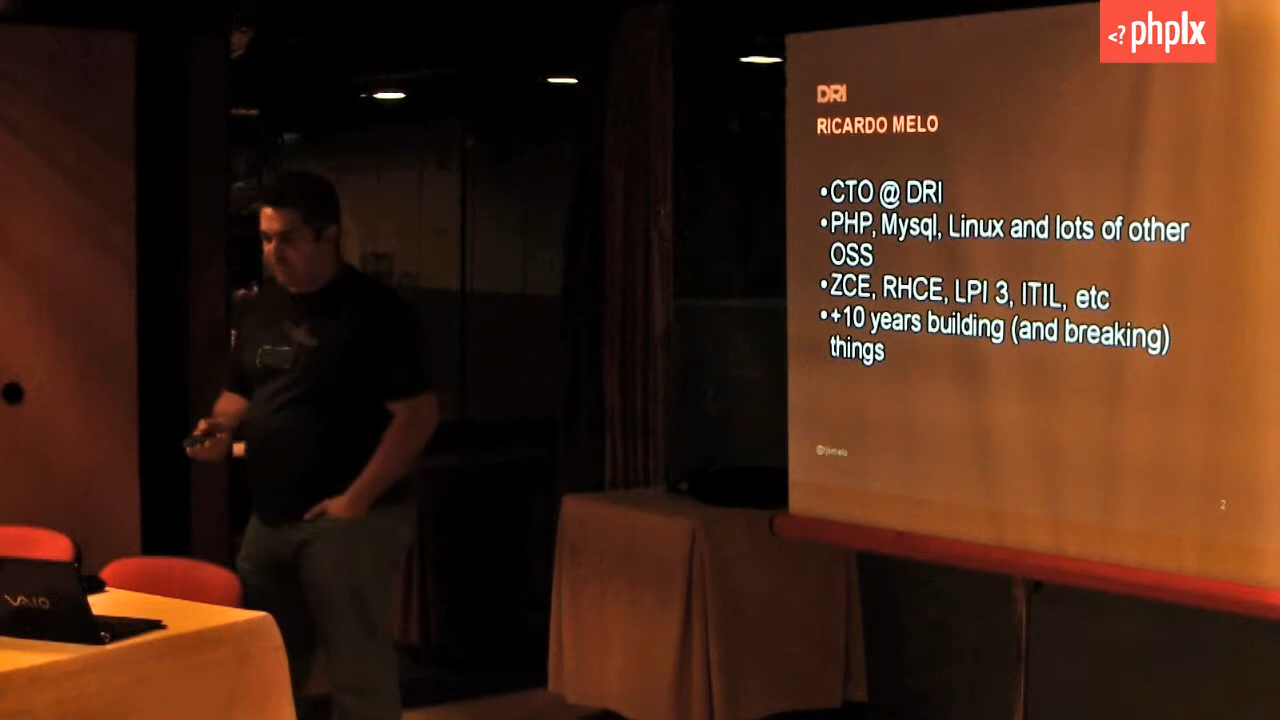 <? phplx
DRI
RICARDO MELO
•CTO @ DRI
•PHP, Mysql, Linux and lots of other
OSS
•ZCE, RHCE, LPI 3, ITIL, etc
•+10 years building (and breaking)
things
2
VAIO